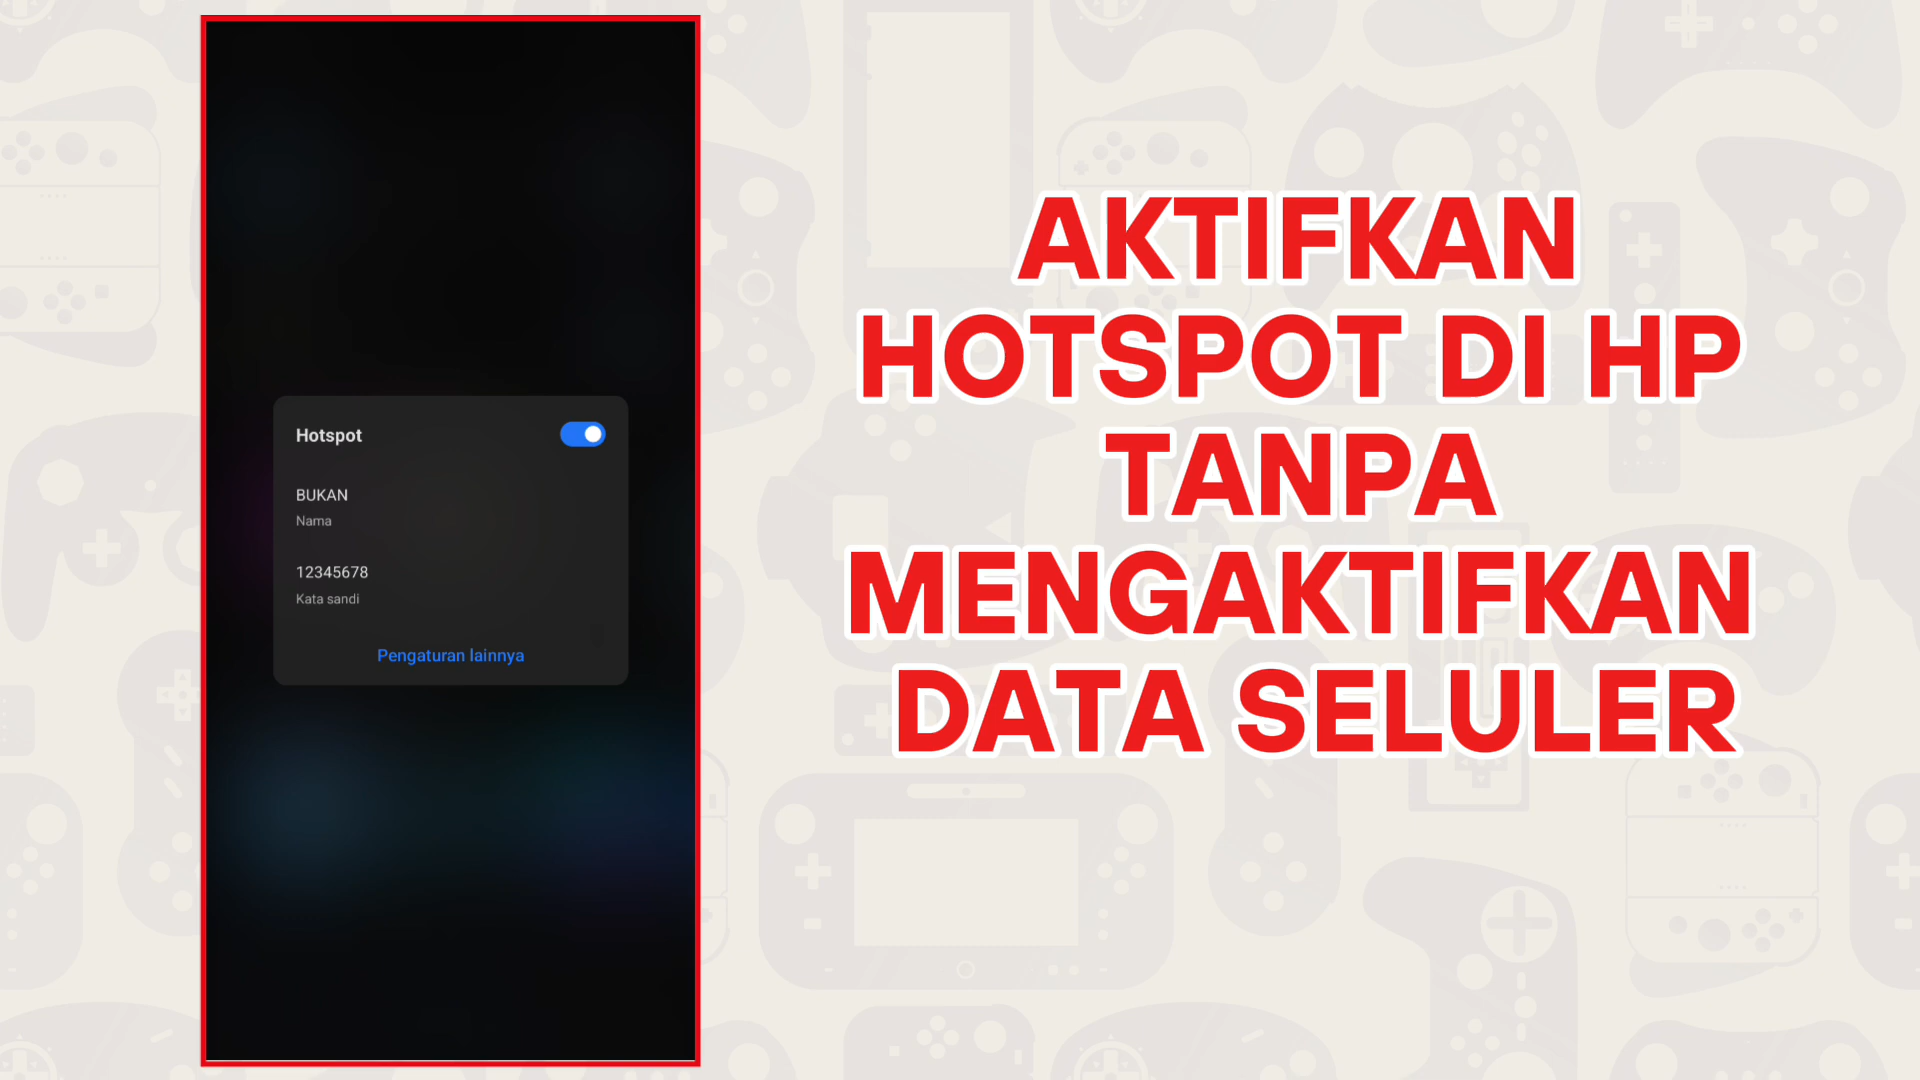 Hotspot
BUKAN
Nama
12345678
Kata sandi
Pengaturan lainnya
AKTIFKAN
HOTSPOT DI HP
TANPA
MENGAKTIFKAN
DATA SELULER